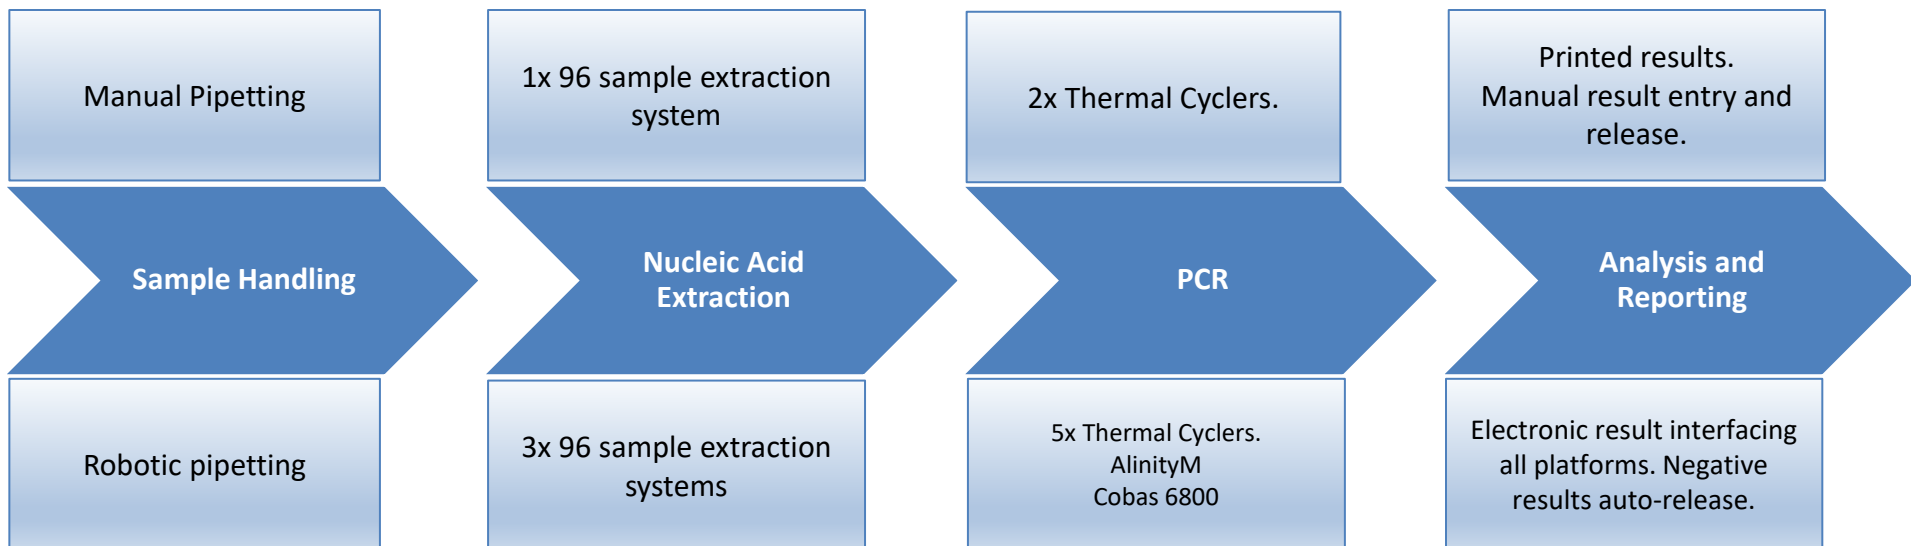 Manual Pipetting
1x 96 sample extraction
system
2x Thermal Cyclers.
Printed results.
Manual result entry and
release.
Sample Handling
Nucleic Acid
Extraction
PCR
Analysis and
Reporting
Robotic pipetting
3x 96 sample extraction
systems
5x Thermal Cyclers.
AlinityM
Cobas 6800
Electronic result interfacing
all platforms. Negative
results auto-release.